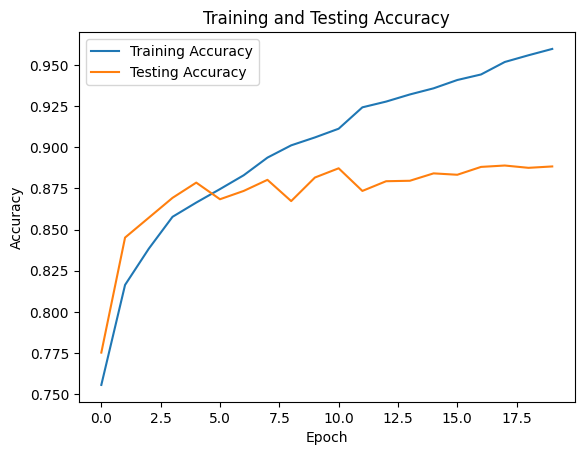 Training and Testing Accuracy
Training Accuracy
Testing Accuracy
Accuracy
0.950
0.925
0.900
0.875
0.850
0.825
0.800
0.775
0.750
0.0 2.5 5.0 7.5 10.0 12.5 15.0 17.5
Epoch